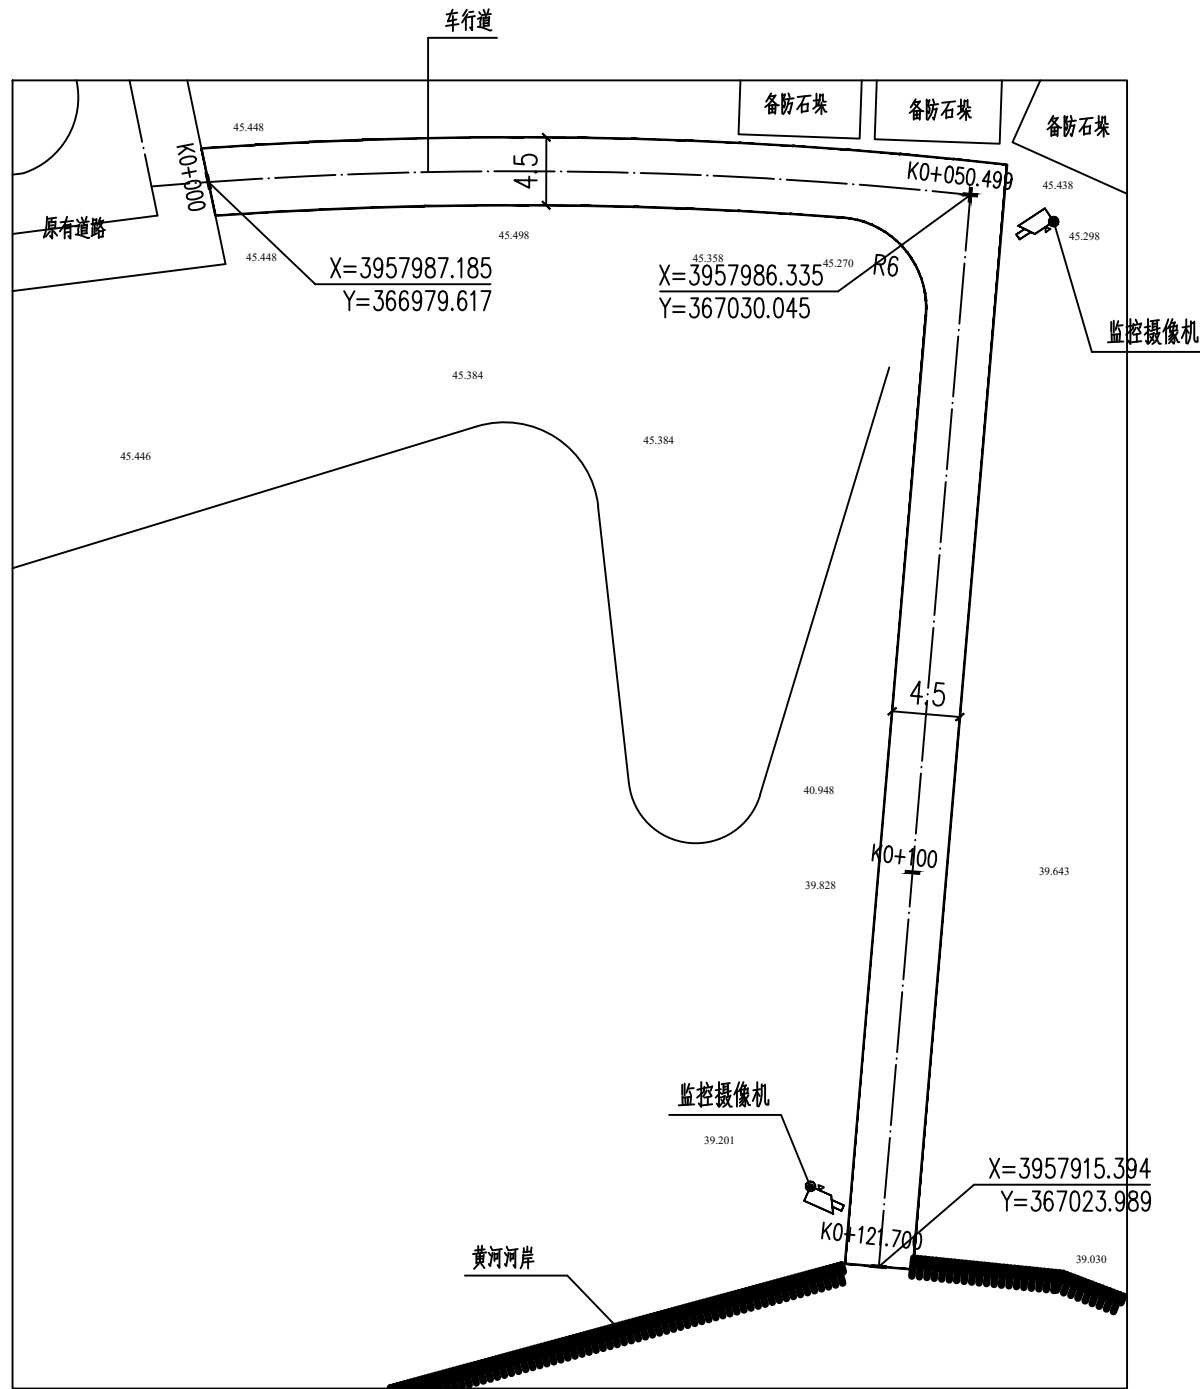 车行道
备防石垛
备防石垛
备防石垛
45.448
K0+000
4.5
K0+050.499
45.438
原有道路
45.448
45.498
45.358
45.270
R6
45.298
X=3957987.185
Y=366979.617
X=3957986.335
Y=367030.045
监控摄像机
45.384
45.384
45.446
4.5
40.948
K0+100
39.828
39.643
监控摄像机
39.201
X=3957915.394
Y=367023.989
K0+121.700
黄河河岸
39.030